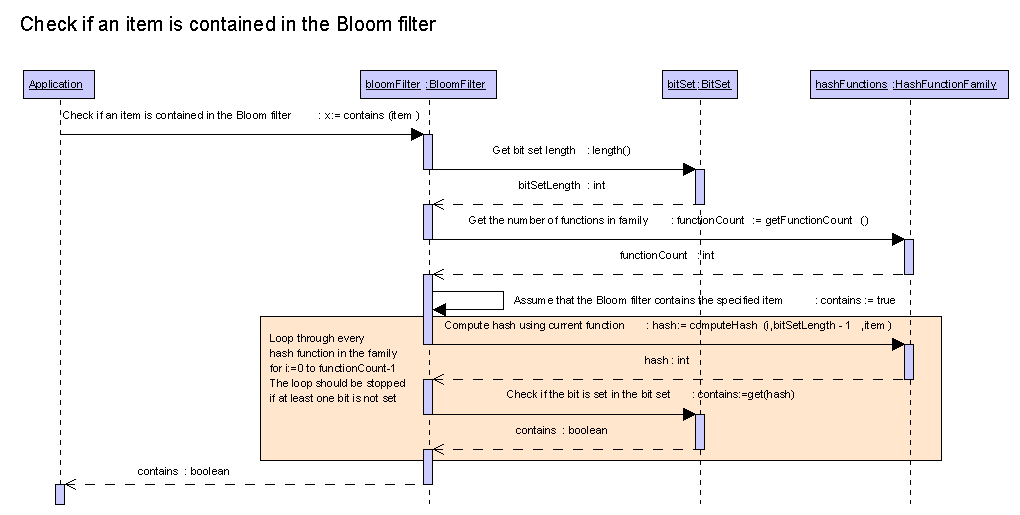 Check if an item is contained in the Bloom filter
Application
bloomFilter :BloomFilter
bitSet:BitSet
hashFunctions :HashFunctionFamily
Check if an item is contained in the Bloom filter : x:= contains (item )
Get bit set length : length()
bitSetLength : int
Get the number of functions in family : functionCount := getFunctionCount ()
functionCount : int
Assume that the Bloom filter contains the specified item : contains := true
Compute hash using current function : hash:= computeHash (i,bitSetLength - 1 ,item )
Loop through every
hash function in the family
for i:=0 to functionCount-1
The loop should be stopped
if at least one bit is not set
hash : int
Check if the bit is set in the bit set : contains:=get(hash)
contains : boolean
contains : boolean